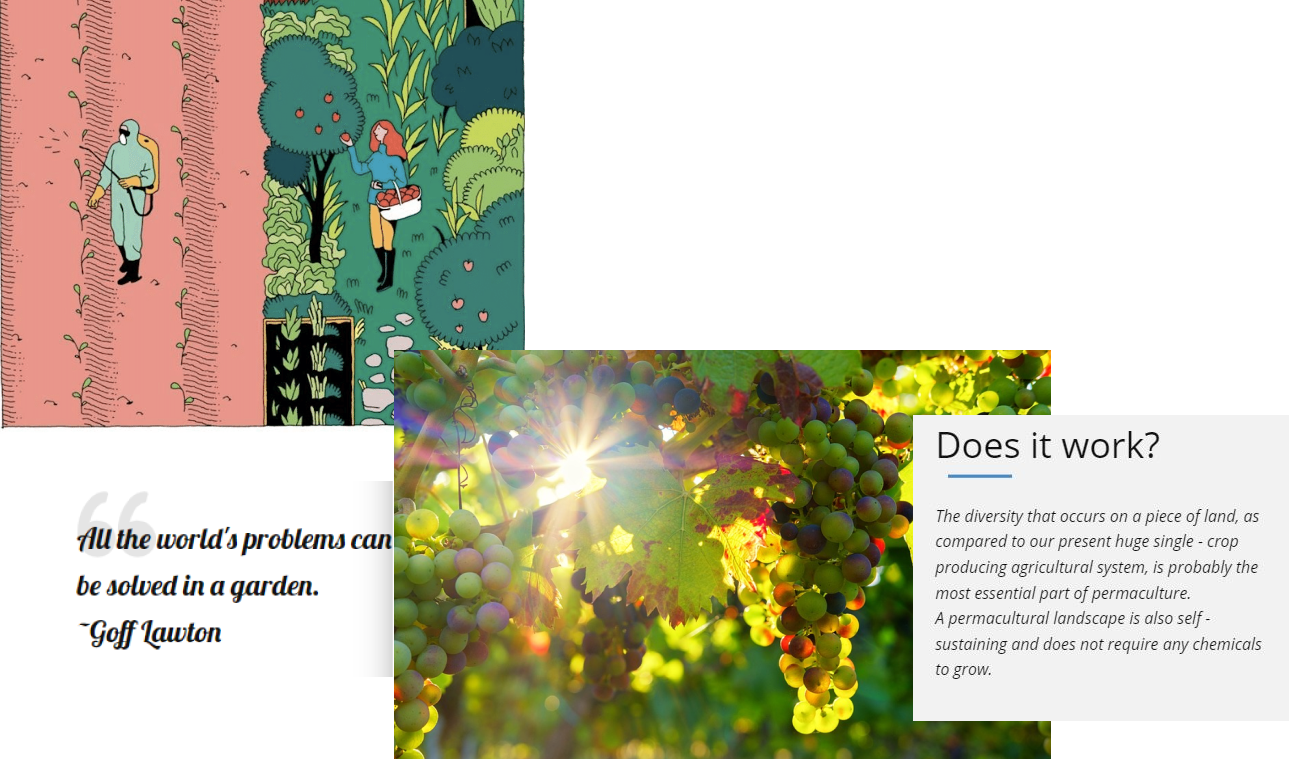 All the world's problems can
be solved in a garden.
~Goff Lawton
Does it work?
The diversity that occurs on a piece of land, as
compared to our present huge single - crop
producing agricultural system, is probably the
most essential part of permaculture.
A permacultural landscape is also self -
sustaining and does not require any chemicals
to grow.